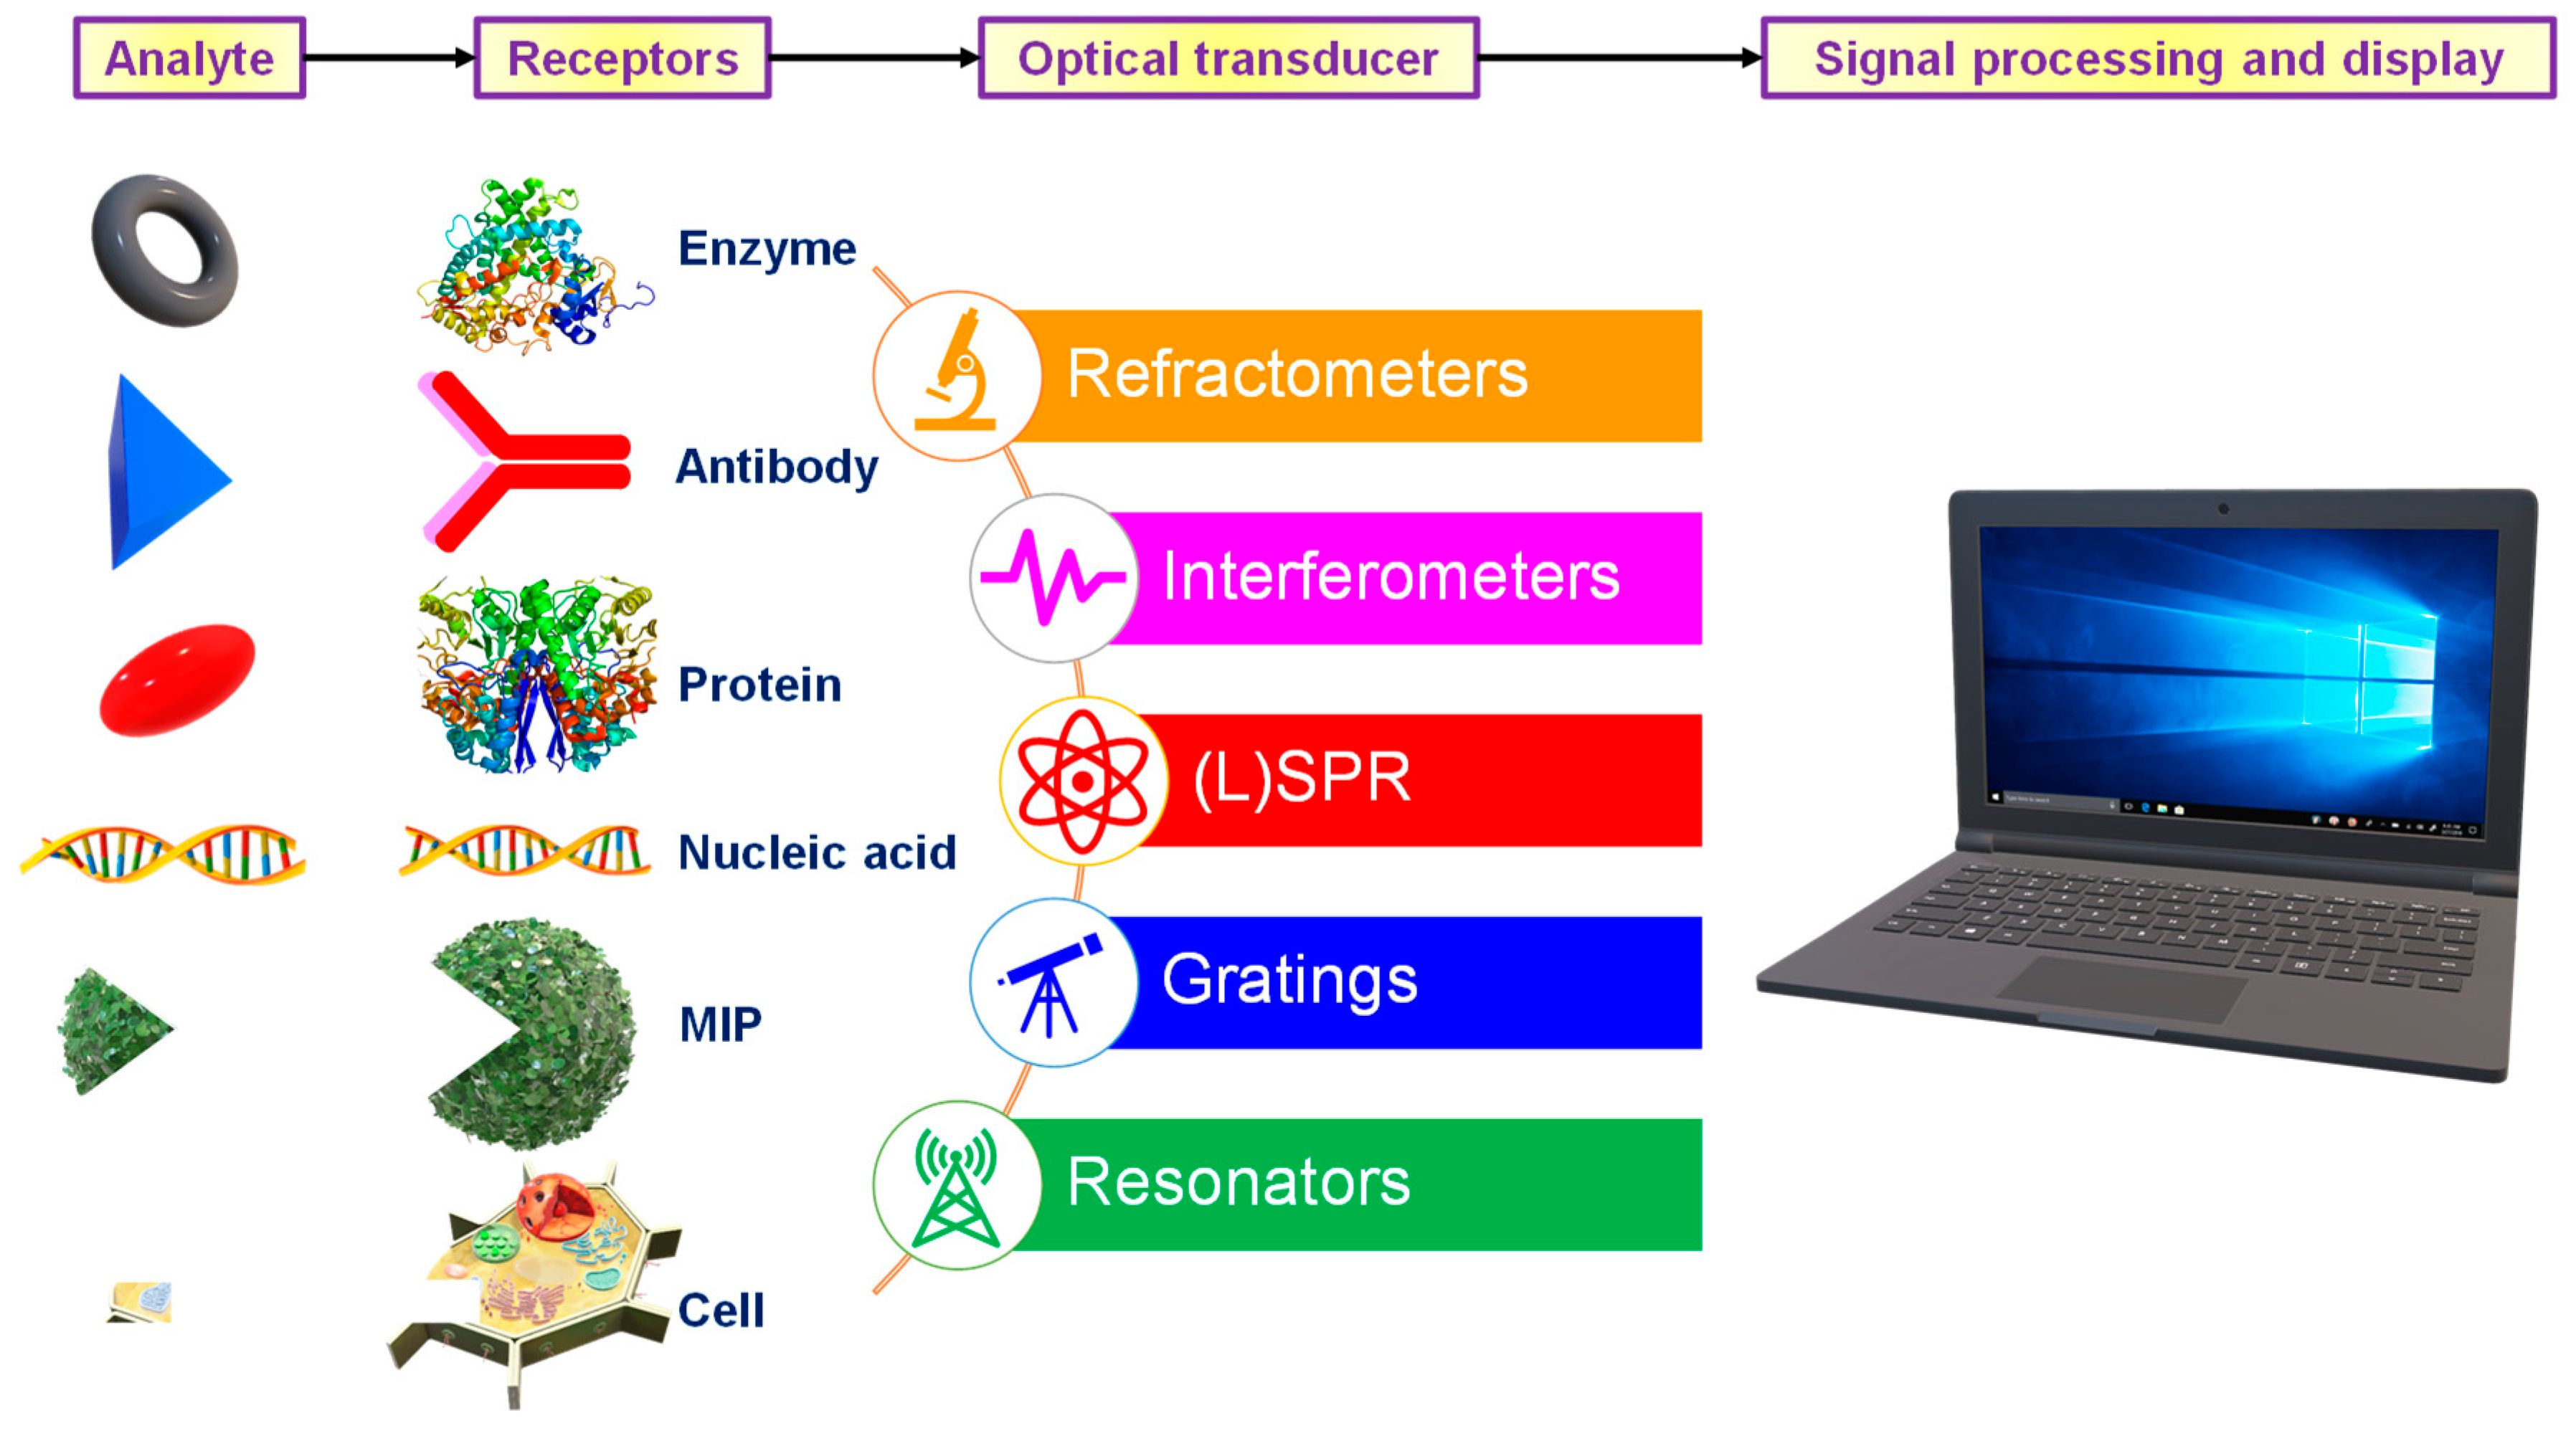 Analyte
Receptors
Optical transducer
Signal processing and display
Enzyme
Antibody
Protein
Nucleic acid
MIP
Cell
Refractometers
Interferometers
(L)SPR
Gratings
Resonators